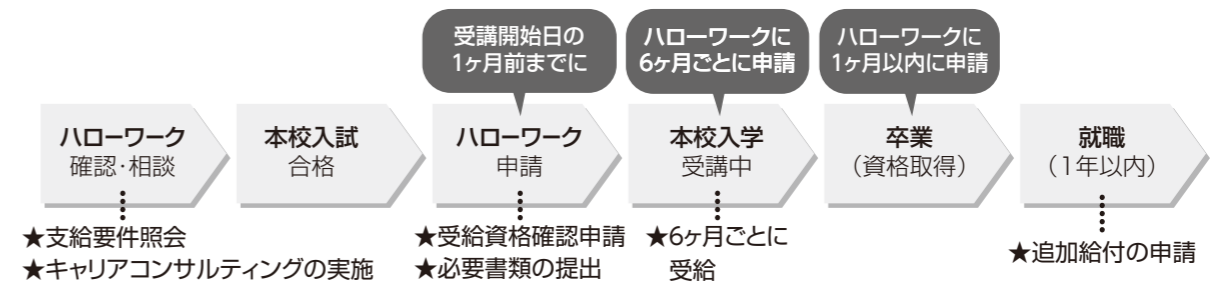 受講開始日の
1ヶ月前までに
ハローワークに
6ヶ月ごとに申請
ハローワークに
1ヶ月以内に申請
ハローワーク
確認・相談
本校入試
合格
ハローワーク
申請
本校入学
受講中
卒業
（資格取得）
就職
（1年以内）
★支給要件照会
★キャリアコンサルティングの実施
★受給資格確認申請
★必要書類の提出
★6ヶ月ごとに
受給
★追加給付の申請